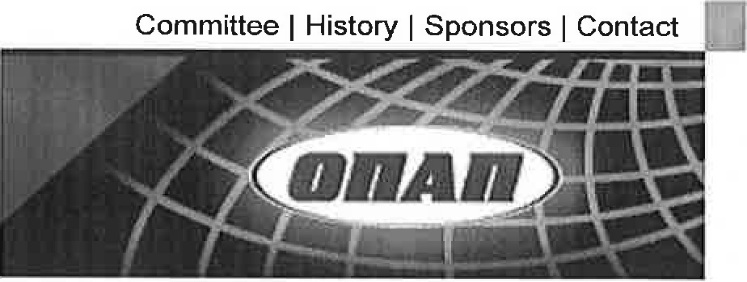 Committee | History | Sponsors | Contact
ΟΠΑΠ